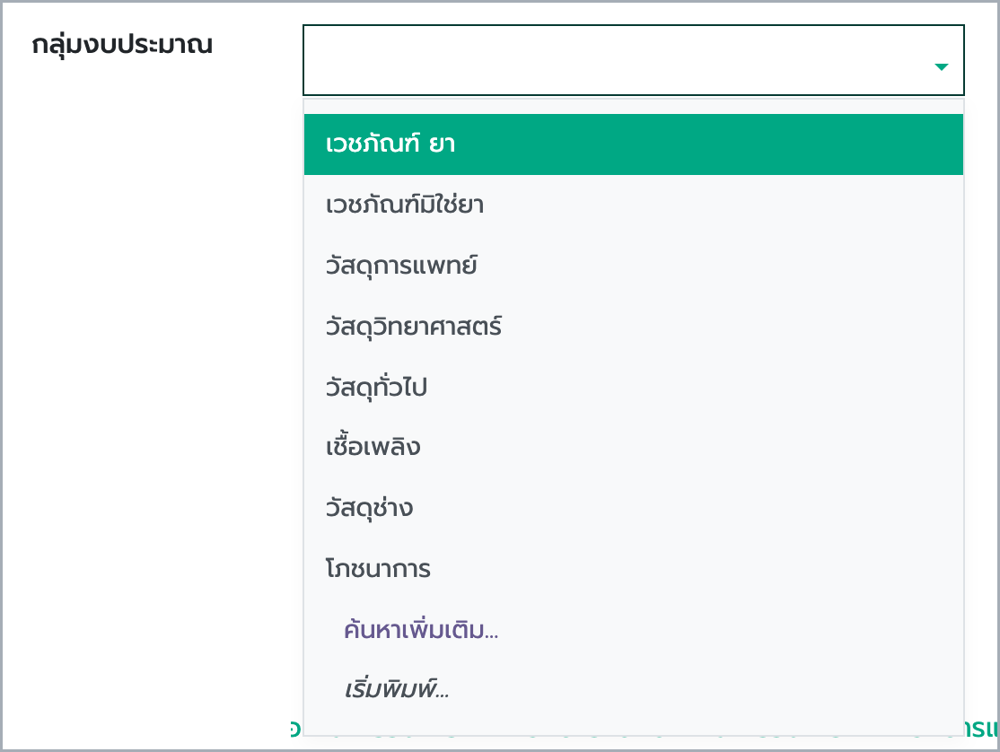 กลุ่มงบประมาณ
เวชภัณฑ์ ยา
เวชภัณฑ์มิใช่ยา
วัสดุการแพทย์
วัสดุวิทยาศาสตร์
วัสดุทั่วไป
เชื้อเพลิง
วัสดุช่าง
โภชนาการ
ค้นหาเพิ่มเติม...
เริ่มพิมพ์...